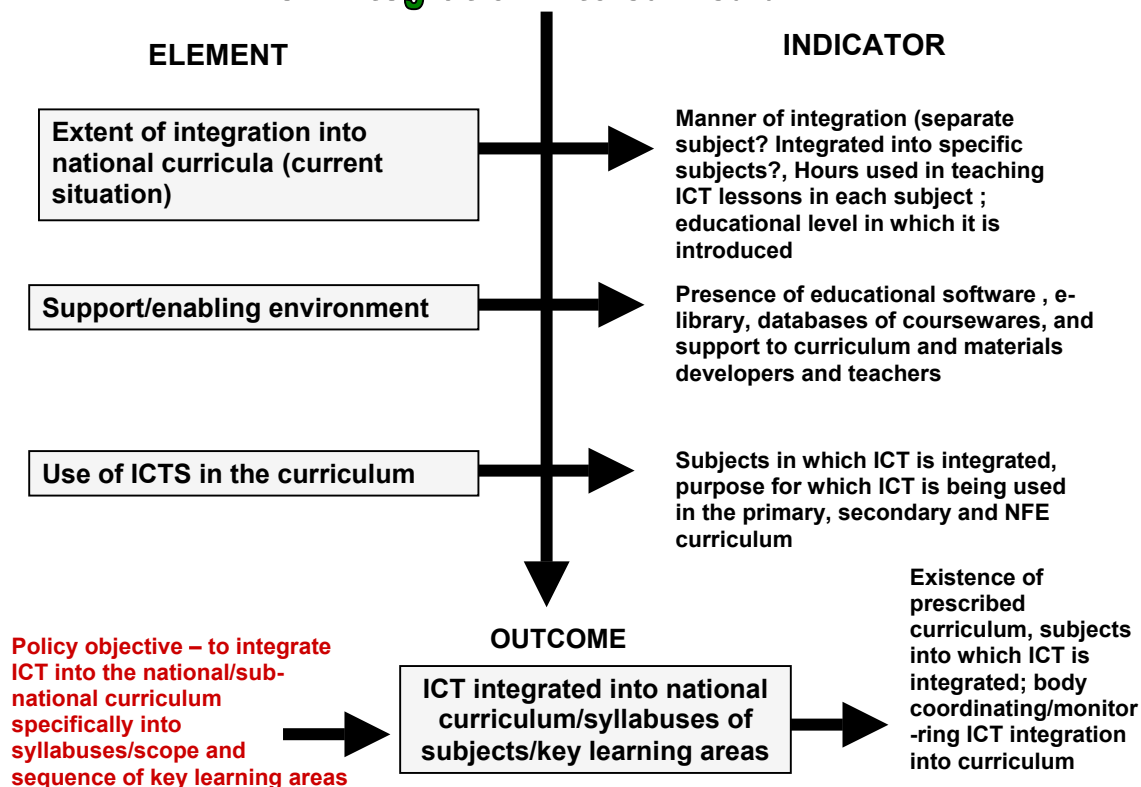 ELEMENT
INDICATOR
Extent of integration into
national curricula (current
situation)
Manner of integration (separate
subject? Integrated into specific
subjects?, Hours used in teaching
ICT lessons in each subject ;
educational level in which it is
introduced
Support/enabling environment
Presence of educational software , e-
library, databases of coursewares, and
support to curriculum and materials
developers and teachers
Use of ICTS in the curriculum
Subjects in which ICT is integrated,
purpose for which ICT is being used
in the primary, secondary and NFE
curriculum
Policy objective – to integrate
ICT into the national/sub-
national curriculum
specifically into
syllabuses/scope and
sequence of key learning areas
OUTCOME
ICT integrated into national
curriculum/syllabuses of
subjects/key learning areas
Existence of
prescribed
curriculum, subjects
into which ICT is
integrated; body
coordinating/monitor
-ring ICT integration
into curriculum